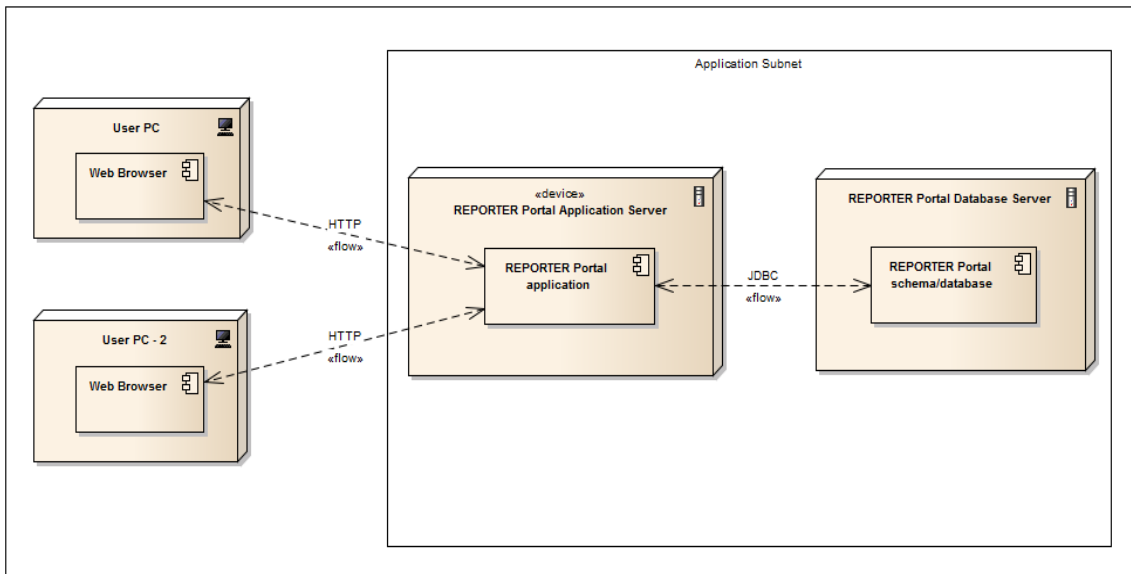 Application Subnet
User PC
Web Browser
HTTP
«flow»
«device»
REPORTER Portal Application Server
REPORTER Portal
application
JDBC
«flow»
REPORTER Portal Database Server
REPORTER Portal
schema/database
User PC - 2
Web Browser
HTTP
«flow»